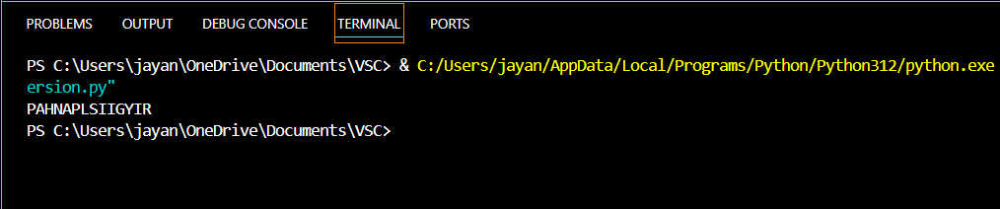 PROBLEMS OUTPUT DEBUG CONSOLE TERMINAL PORTS
PS C:\Users\jayan\OneDrive\Documents\VSC> & C:/Users/jayan/AppData/Local/Programs/Python/Python312/python.exe
ersion.py"
PAHNAPLSIIGYIR
PS C:\Users\jayan\OneDrive\Documents\VSC>